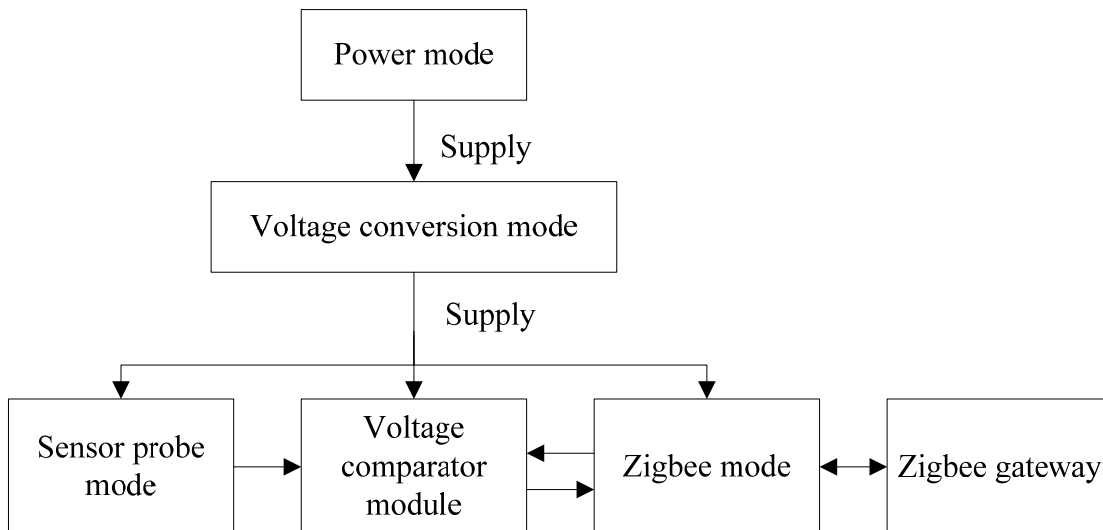 Power mode
Supply
Voltage conversion mode
Supply
Sensor probe
mode
Voltage
comparator
module
Zigbee mode
Zigbee gateway